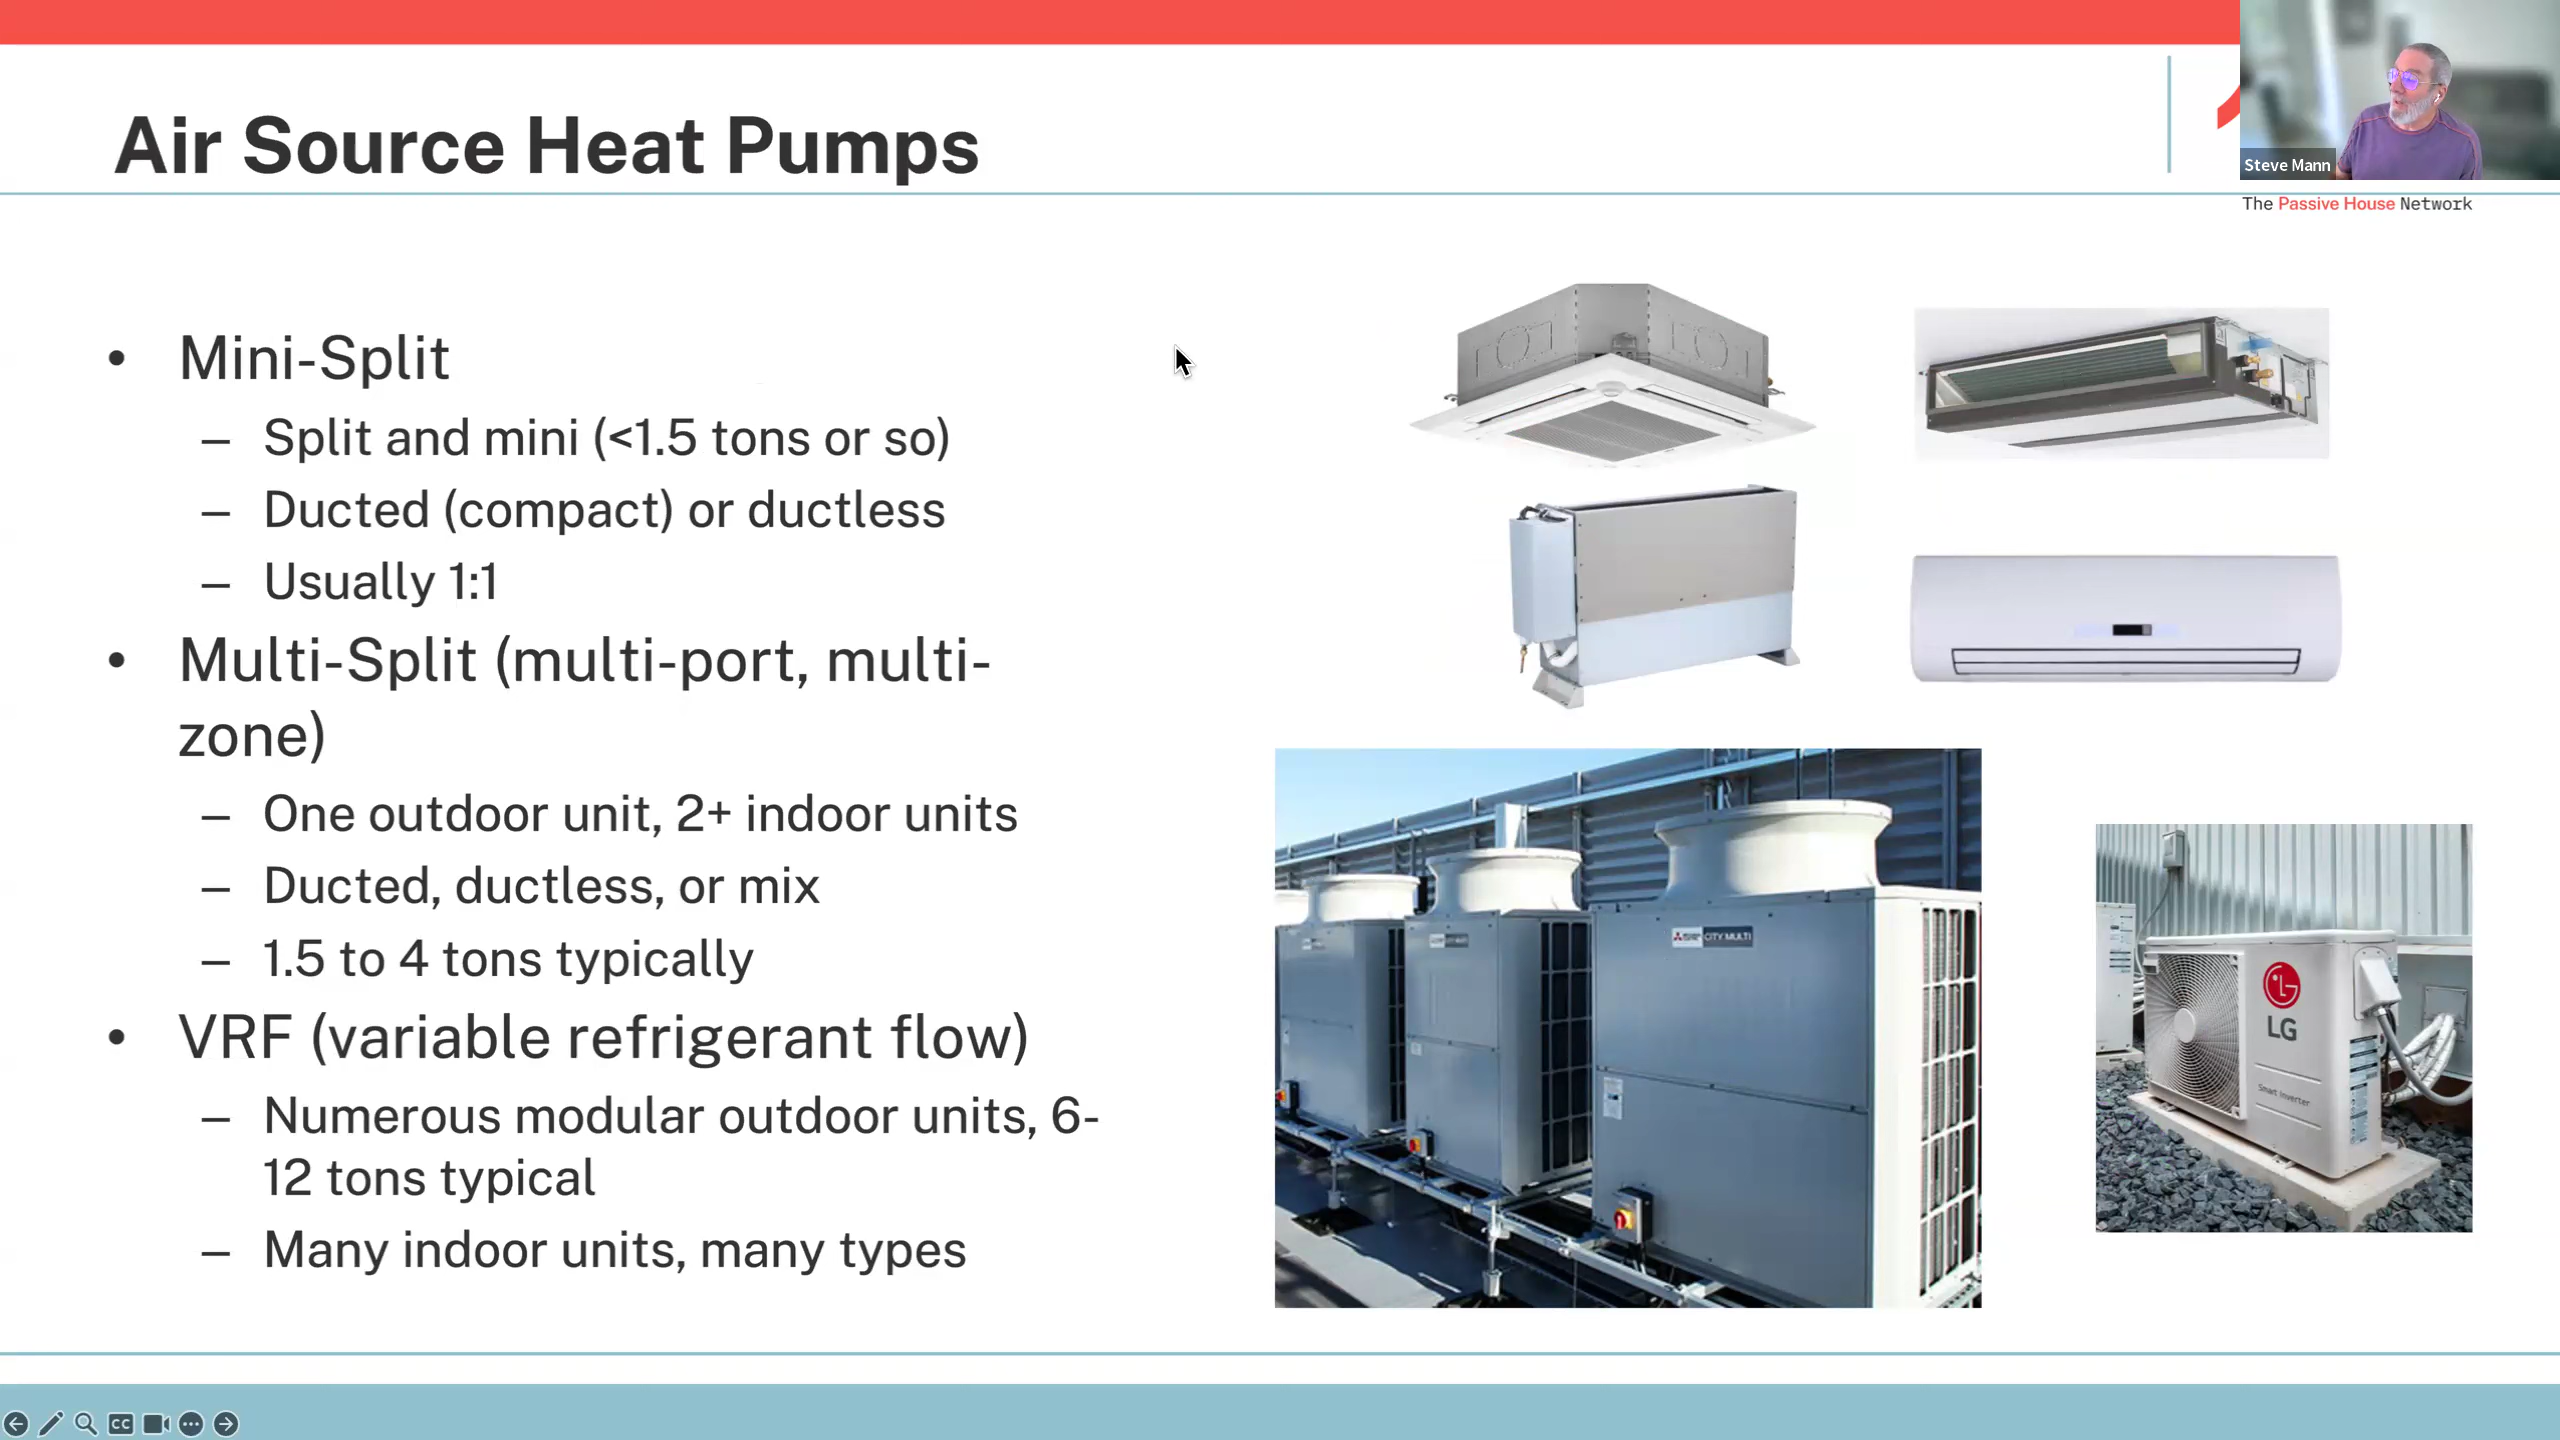 Air Source Heat Pumps
Steve Mann
The Passive House Network
• Mini-Split
– Split and mini (<1.5 tons or so)
– Ducted (compact) or ductless
– Usually 1:1
• Multi-Split (multi-port, multi-
zone)
– One outdoor unit, 2+ indoor units
– Ducted, ductless, or mix
– 1.5 to 4 tons typically
• VRF (variable refrigerant flow)
– Numerous modular outdoor units, 6-
12 tons typical
– Many indoor units, many types
CITY MULTI
LG
Smart Inverter
CC